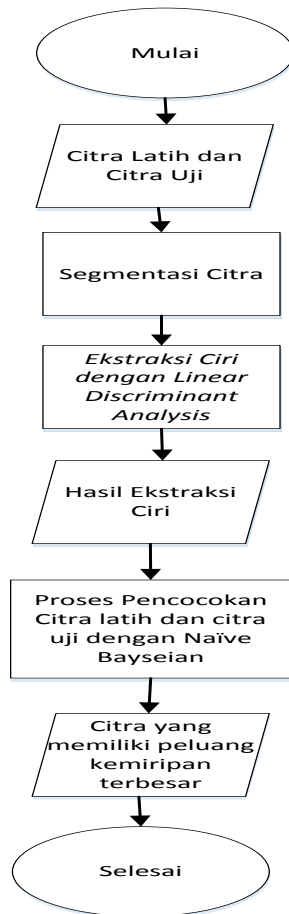 Mulai
Citra Latih dan
Citra Uji
Segmentasi Citra
Ekstraksi Ciri
dengan Linear
Discriminant
Analysis
Hasil Ekstraksi
Ciri
Proses Pencocokan
Citra latih dan citra
uji dengan Naïve
Bayseian
Citra yang
memiliki peluang
kemiripan
terbesar
Selesai